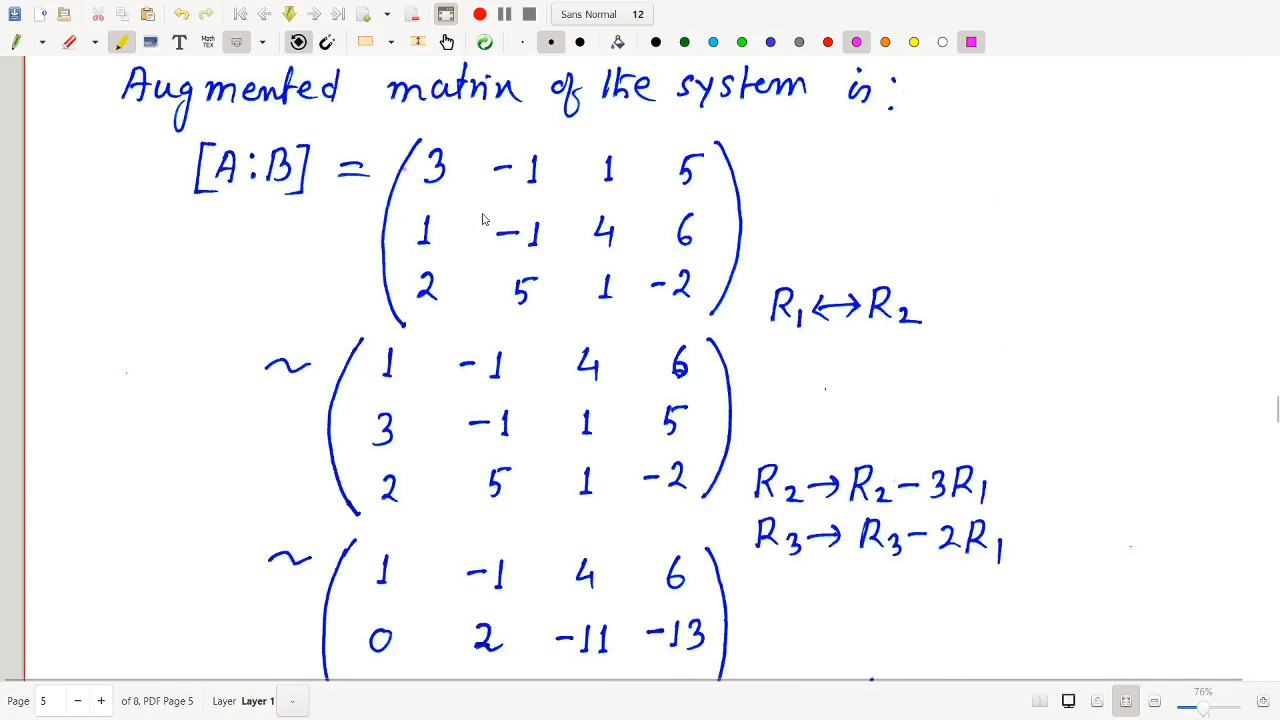 Sans Normal 12
Augmented matrix of the system is:
[A:B] = ( 3 -1 1 5
1 -1 4 6
2 5 1 -2 )
R1 ↔ R2
~ ( 1 -1 4 6
3 -1 1 5
2 5 1 -2 )
R2 → R2 - 3R1
R3 → R3 - 2R1
~ ( 1 -1 4 6
0 2 -11 -13
Page 5 of 8, PDF Page 5 Layer Layer 1 76%